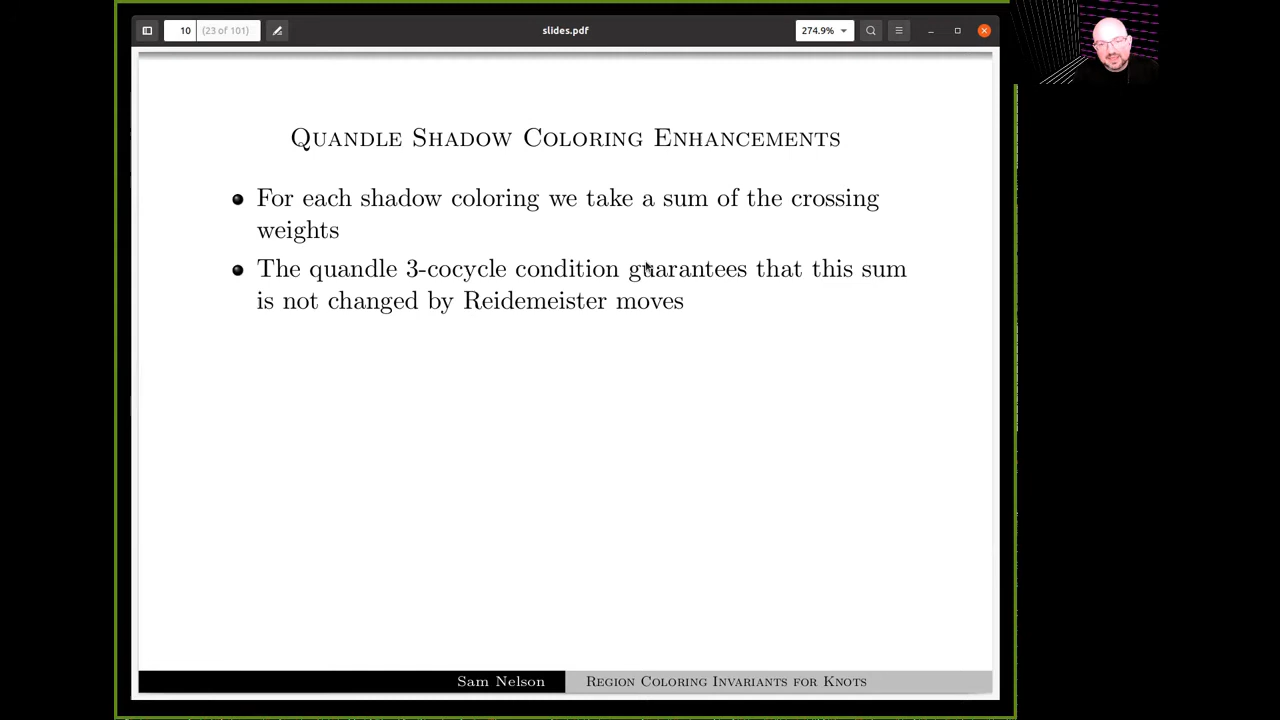 10 (23 of 101)
slides.pdf
274.9%
Quandle Shadow Coloring Enhancements
For each shadow coloring we take a sum of the crossing
weights
The quandle 3-cocycle condition guarantees that this sum
is not changed by Reidemeister moves
Sam Nelson
Region Coloring Invariants for Knots